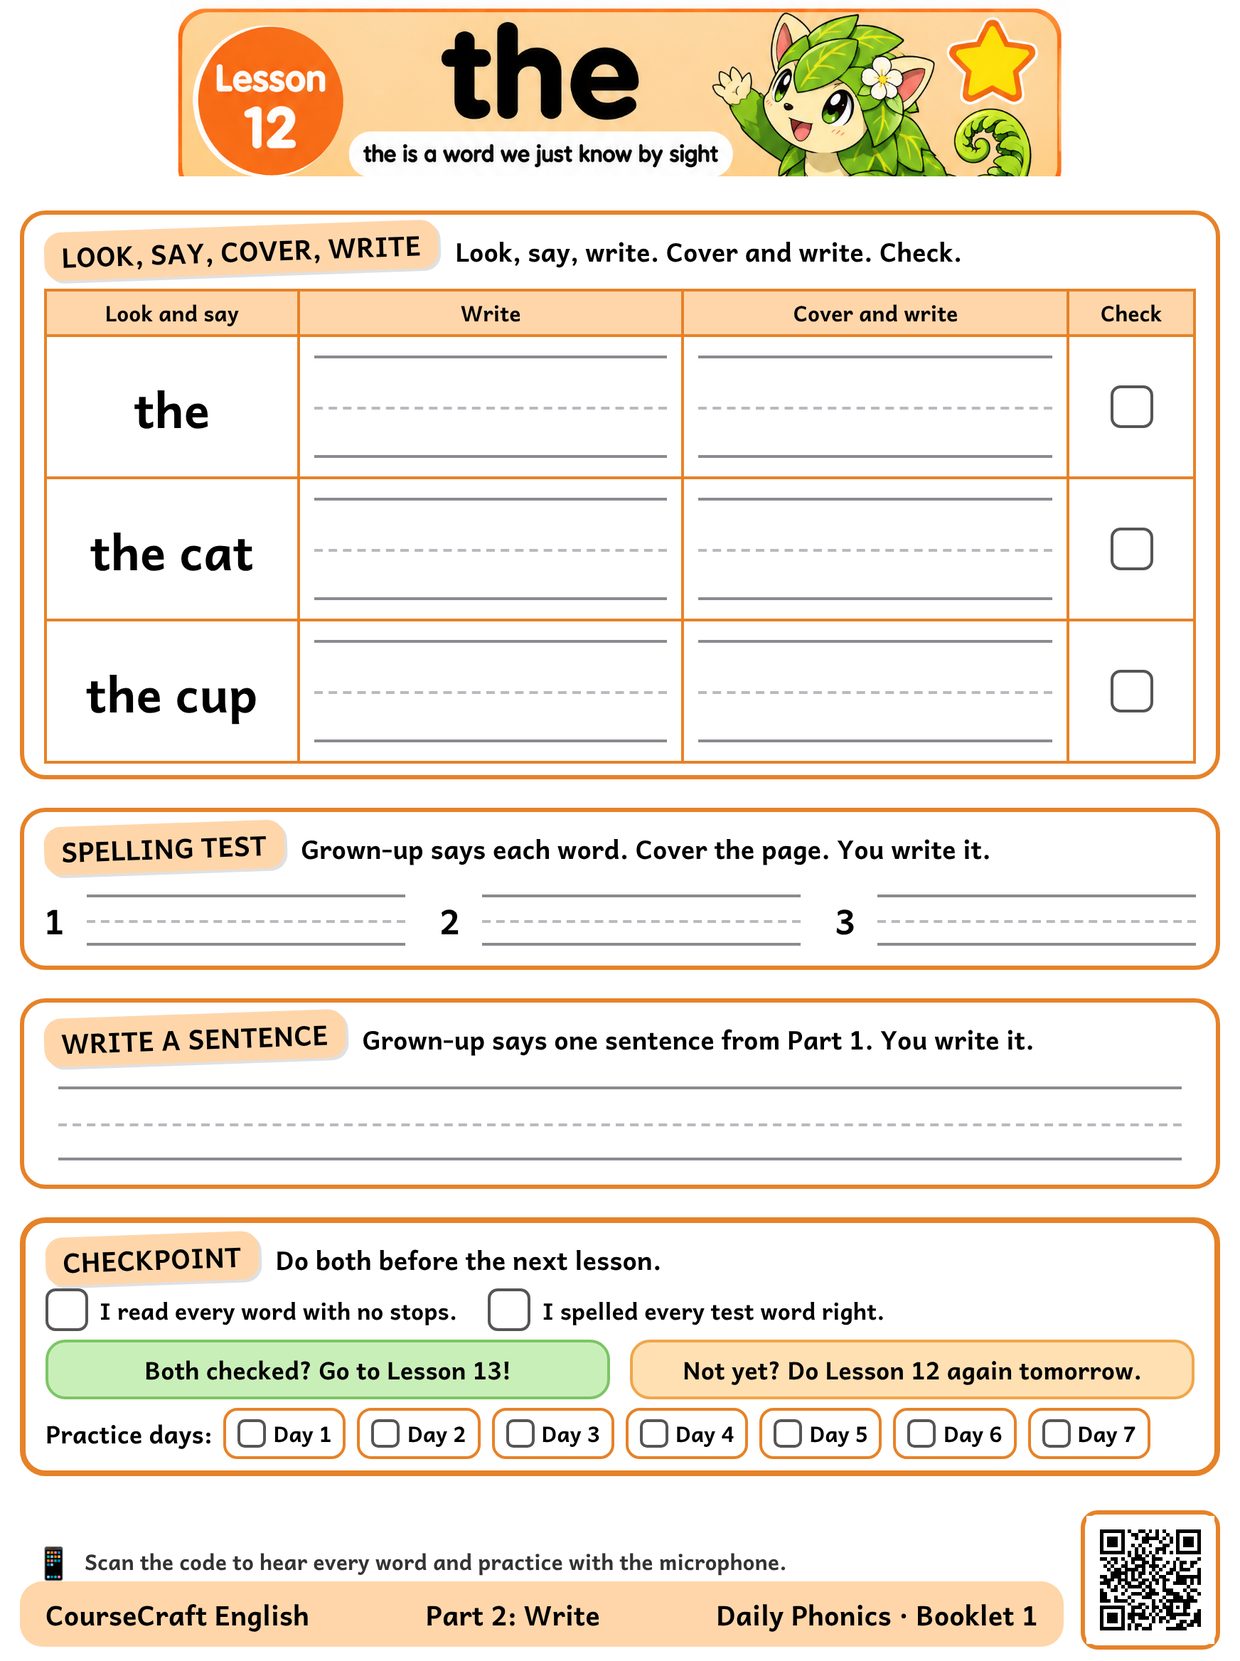 Lesson 12
the
the is a word we just know by sight
LOOK, SAY, COVER, WRITE Look, say, write. Cover and write. Check.
Look and say Write Cover and write Check
the
the cat
the cup
SPELLING TEST Grown-up says each word. Cover the page. You write it.
1 2 3
WRITE A SENTENCE Grown-up says one sentence from Part 1. You write it.
CHECKPOINT Do both before the next lesson.
I read every word with no stops. I spelled every test word right.
Both checked? Go to Lesson 13! Not yet? Do Lesson 12 again tomorrow.
Practice days: Day 1 Day 2 Day 3 Day 4 Day 5 Day 6 Day 7
Scan the code to hear every word and practice with the microphone.
CourseCraft English Part 2: Write Daily Phonics · Booklet 1